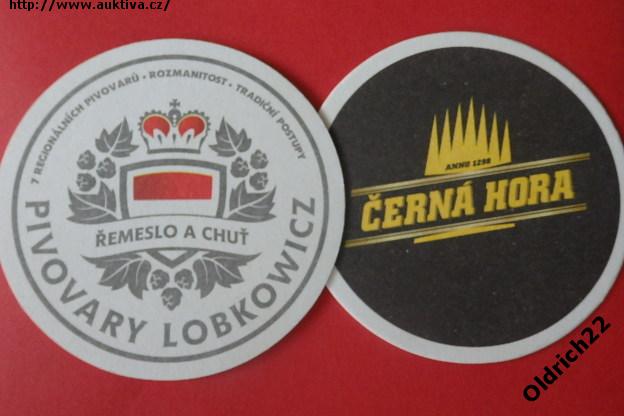 http://www.auktiva.cz/
7 REGIONÁLNÍCH PIVOVARŮ • ROZMANITOST • TRADIČNÍ POSTUPY
ŘEMESLO A CHUŤ
PIVOVARY LOBKOWICZ
ANNO 1298
ČERNÁ HORA
Oldrich22